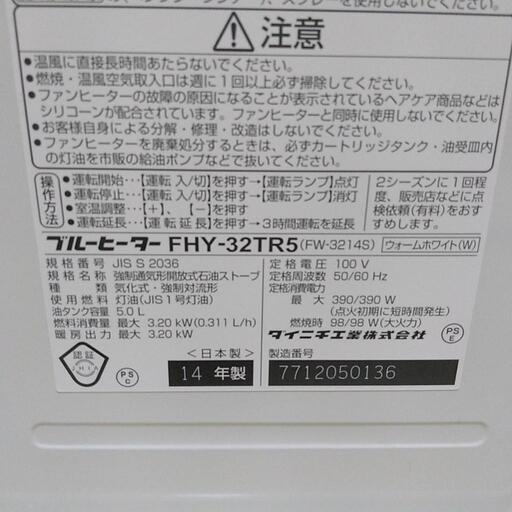 スプレーを使用しないでください。
⚠注意
●温風に直接長時間あたらないでください。
●燃焼・温風空気取入口は週に1回以上必ず掃除してください。
●ファンヒーターの故障の原因になることが表示されているヘアケア商品などは
シリコーンが配合されています。ファンヒーターと同時に使用しないでください。
●お客様自身による分解・修理・改造はしないでください。
●ファンヒーターを廃棄処分するときは、必ずカートリッジタンク・油受皿内
の灯油を市販の給油ポンプなどで抜いてください。
操作方法
●運転開始…【運転 入/切】を押す→【運転ランプ】点灯
●運転停止…【運転 入/切】を押す→【運転ランプ】消灯
●室温調整…【+】、【−】を押す
●運転延長…【運転延長】を押す→3時間運転を延長
2シーズンに1回程
度、販売店などに点
検依頼(有料)をおす
すめします。
ブルーヒーター FHY-32TR5 (FW-3214S) ウォームホワイト(W)
規格番号 JIS S 2036
規格名称 強制通気形開放式石油ストーブ
種類 気化式・強制対流形
使用燃料 灯油(JIS1号灯油)
油タンク容量 5.0 L
燃料消費量 最大 3.20 kW(0.311 L/h)
暖房出力 最大 3.20 kW
定格電圧 100 V
定格周波数 50/60 Hz
定格消費電力
最大 390/390 W
(点火初期に短時間発生)
燃焼時 98/98 W(大火力)
ダイニチ工業株式会社
PS
E
認証
JHIA
PS
C
<日本製>
14 年製
製造番号
7712050136